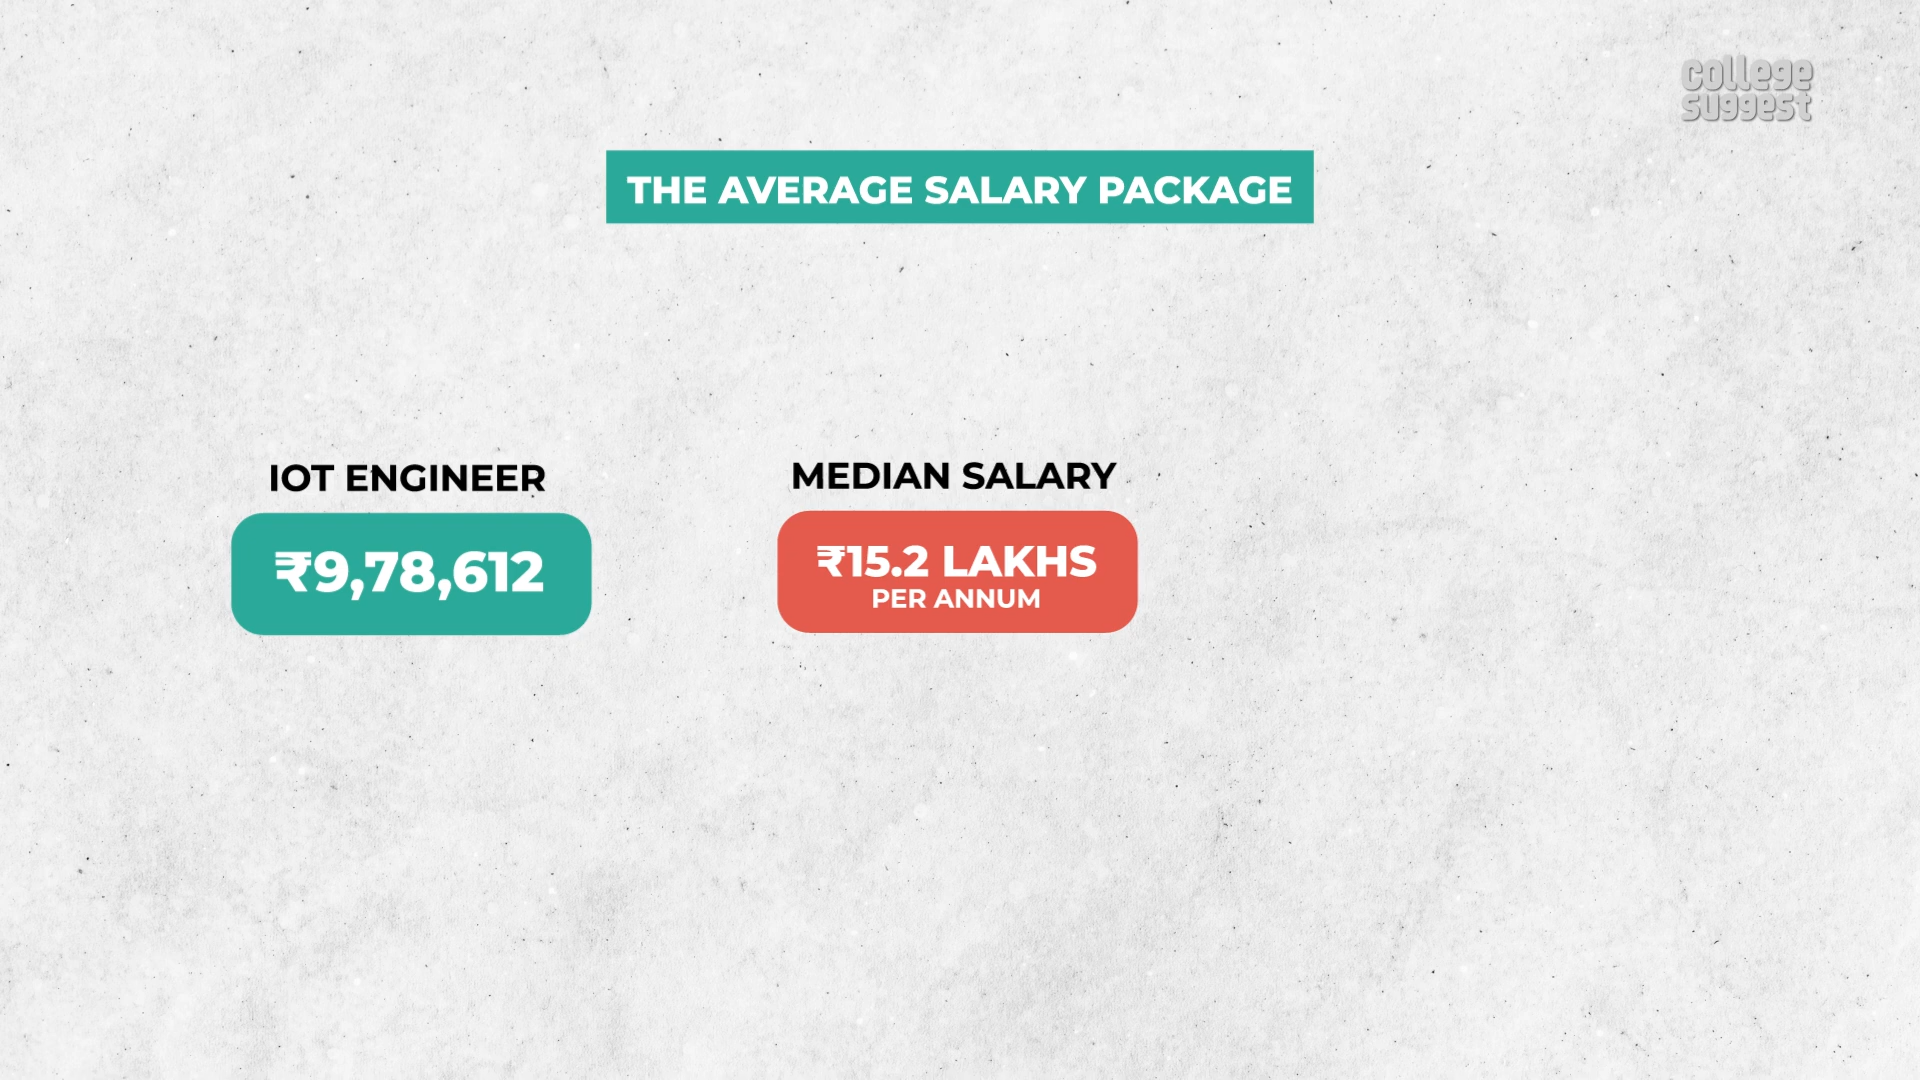 college
suggest
THE AVERAGE SALARY PACKAGE
IOT ENGINEER
₹9,78,612
MEDIAN SALARY
₹15.2 LAKHS
PER ANNUM